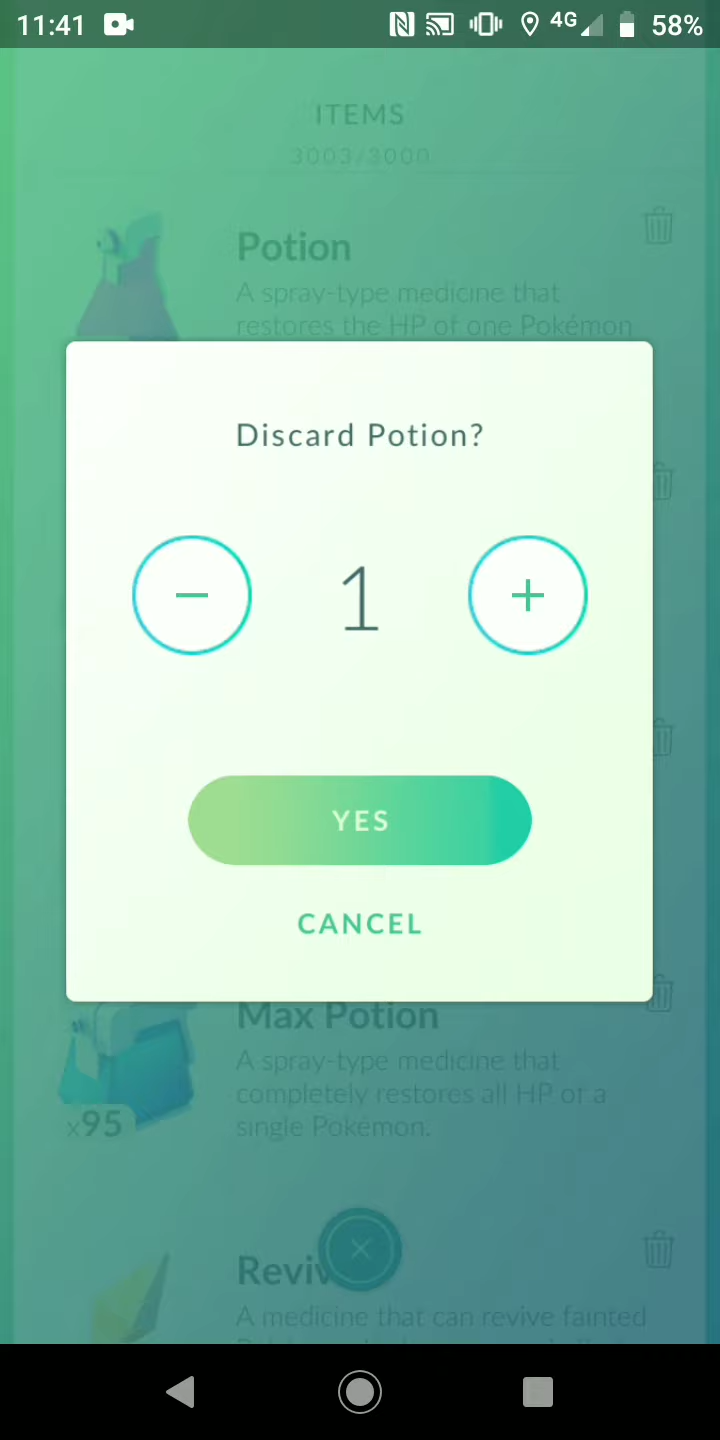 11:41 4G 58%
ITEMS
3003/3000
Potion
A spray-type medicine that
restores the HP of one Pokémon
Discard Potion?
− 1 +
YES
CANCEL
Max Potion
A spray-type medicine that
completely restores all HP of a
single Pokémon.
x95
Reviv
A medicine that can revive fainted